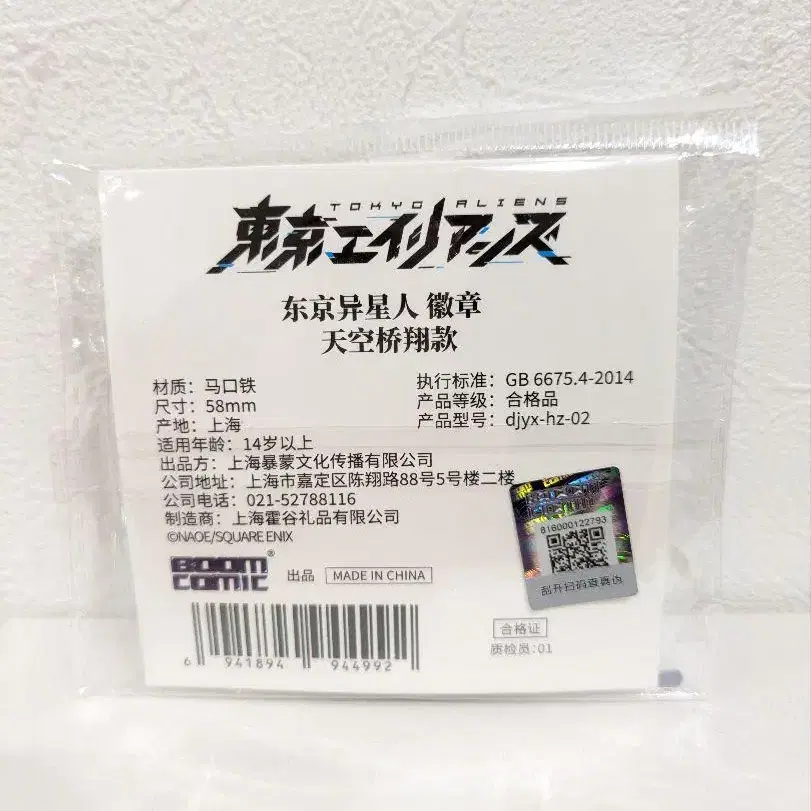 TOKYO ALIENS
東京エイリアンズ
东京异星人 徽章
天空桥翔款
材质：马口铁
尺寸：58mm
产地：上海
适用年龄：14岁以上
出品方：上海暴蒙文化传播有限公司
公司地址：上海市嘉定区陈翔路88号5号楼二楼
公司电话：021-52788116
制造商：上海霍谷礼品有限公司
©NAOE/SQUARE ENIX
执行标准：GB 6675.4-2014
产品等级：合格品
产品型号：djyx-hz-02
816000122793
刮开扫码查真伪
BOOM COMIC® 出品 MADE IN CHINA
6 941894 944992
合格证
质检员：01